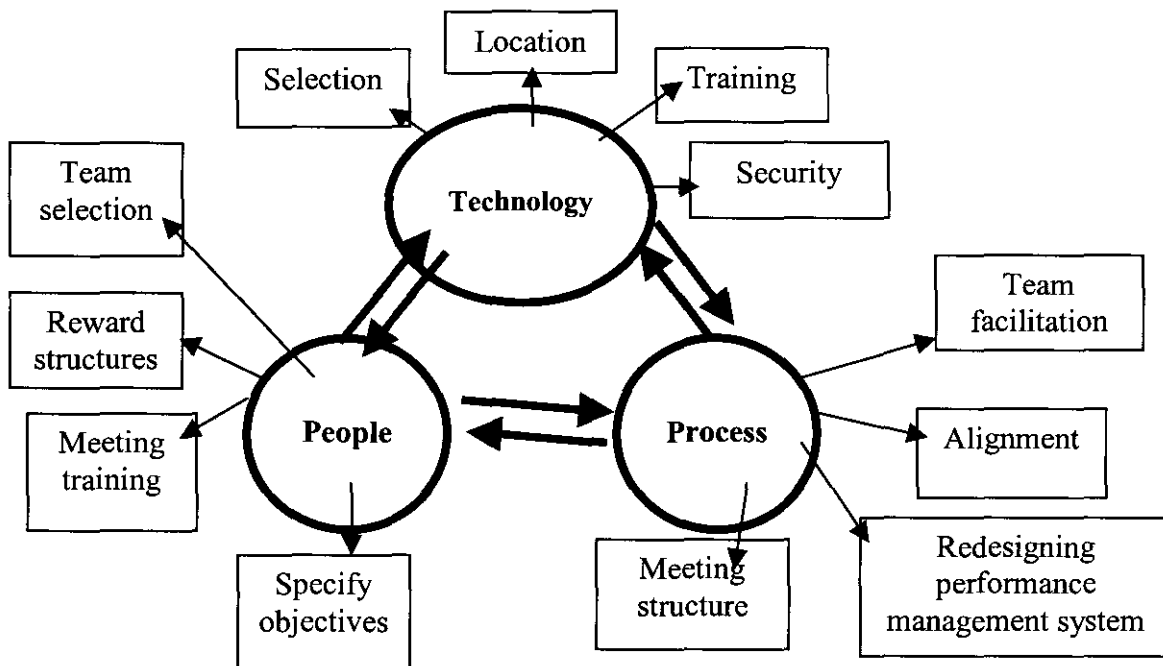 Location
Selection
Training
Security
Technology
Team
selection
Team
facilitation
Reward
structures
People
Process
Alignment
Meeting
training
Redesigning
performance
management system
Meeting
structure
Specify
objectives